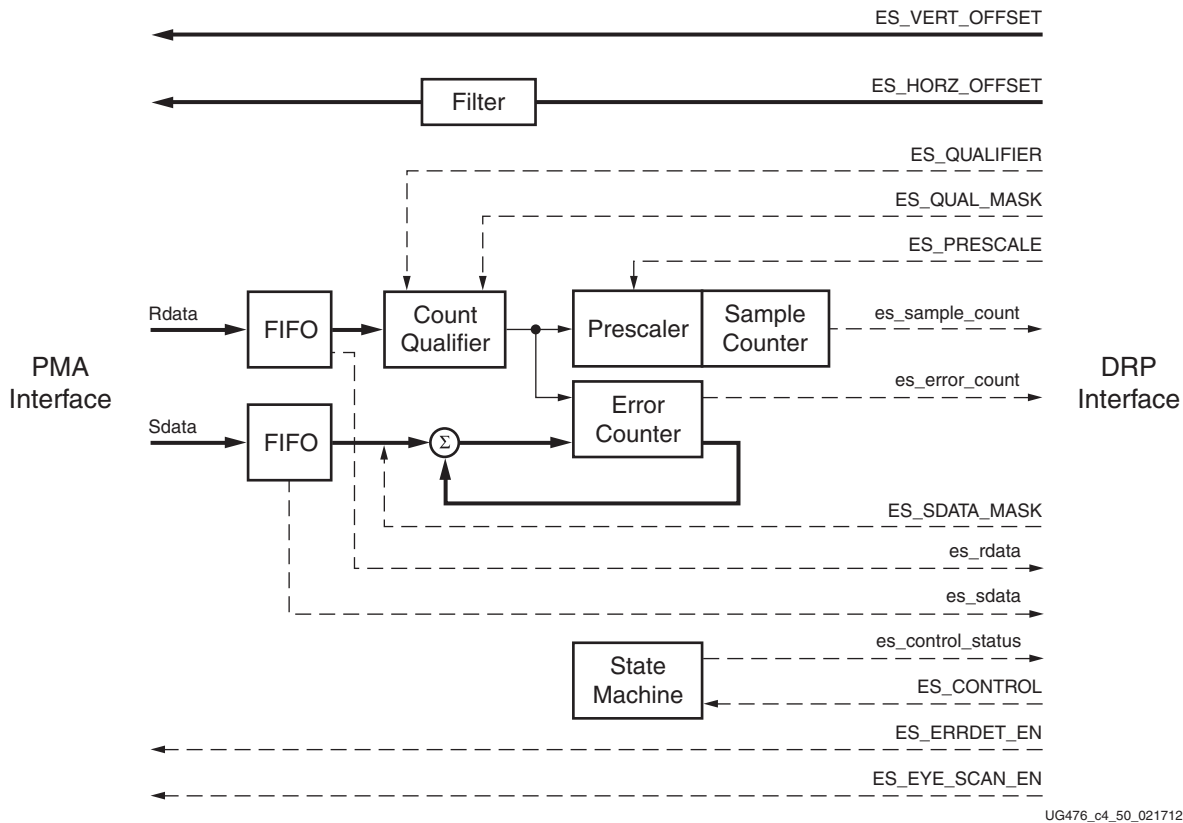 ES_VERT_OFFSET
ES_HORZ_OFFSET
Filter
ES_QUALIFIER
ES_QUAL_MASK
ES_PRESCALE
Rdata
FIFO
Count
Qualifier
Prescaler
Sample
Counter
es_sample_count
PMA
Interface
DRP
Interface
es_error_count
Error
Counter
Sdata
FIFO
Σ
ES_SDATA_MASK
es_rdata
es_sdata
State
Machine
es_control_status
ES_CONTROL
ES_ERRDET_EN
ES_EYE_SCAN_EN
UG476_c4_50_021712